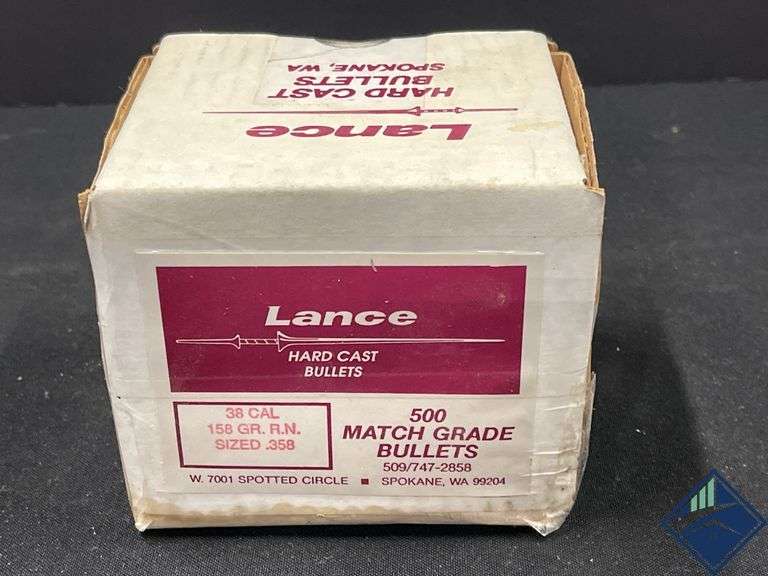 Lance
HARD CAST
BULLETS
SPOKANE, WA
Lance
HARD CAST
BULLETS
38 CAL
158 GR. R.N.
SIZED .358
500
MATCH GRADE
BULLETS
509/747-2858
W. 7001 SPOTTED CIRCLE ■ SPOKANE, WA 99204